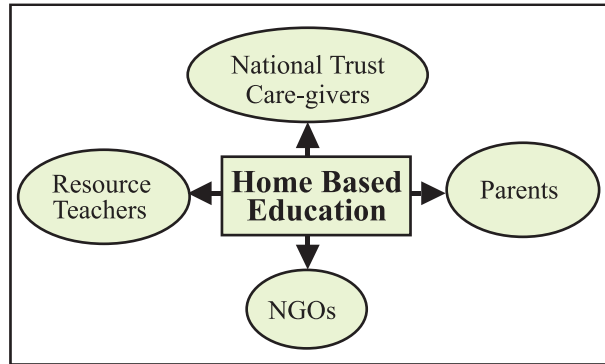 National Trust
Care-givers
Resource
Teachers
Home Based
Education
Parents
NGOs